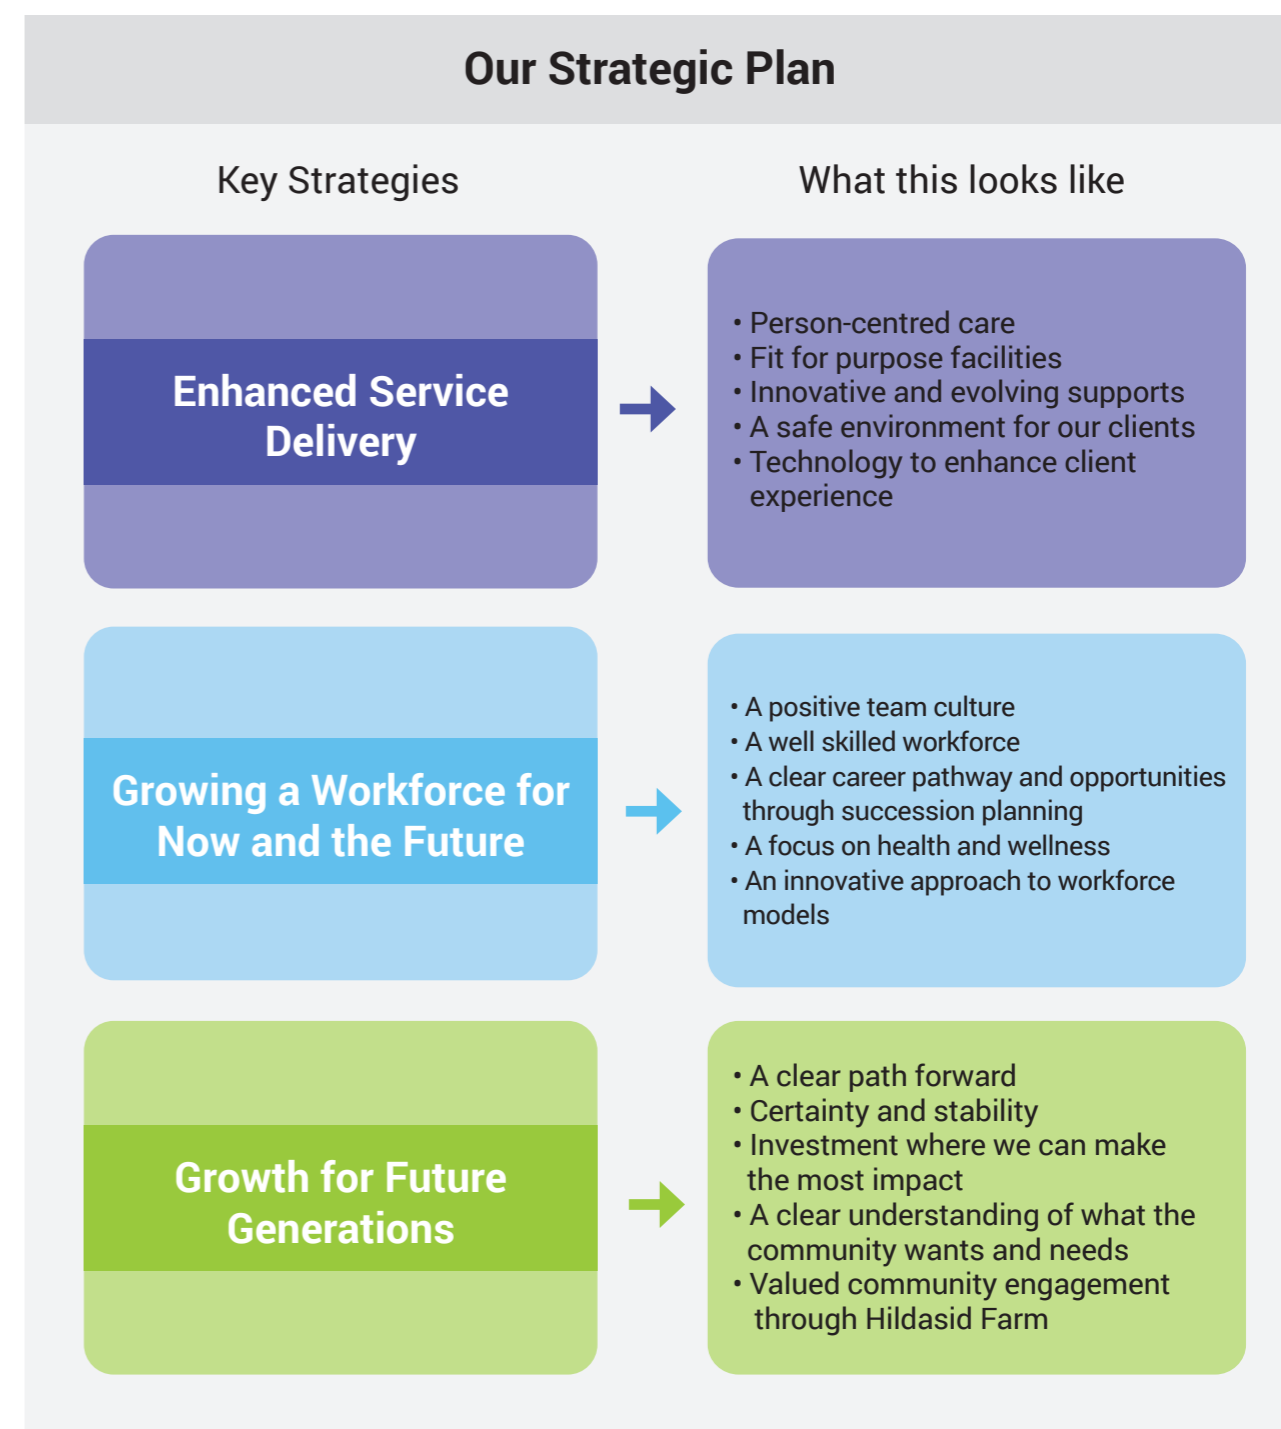 Our Strategic Plan
Key Strategies
What this looks like
Enhanced Service
Delivery
• Person-centred care
• Fit for purpose facilities
• Innovative and evolving supports
• A safe environment for our clients
• Technology to enhance client
experience
Growing a Workforce for
Now and the Future
• A positive team culture
• A well skilled workforce
• A clear career pathway and opportunities
through succession planning
• A focus on health and wellness
• An innovative approach to workforce
models
Growth for Future
Generations
• A clear path forward
• Certainty and stability
• Investment where we can make
the most impact
• A clear understanding of what the
community wants and needs
• Valued community engagement
through Hildasid Farm